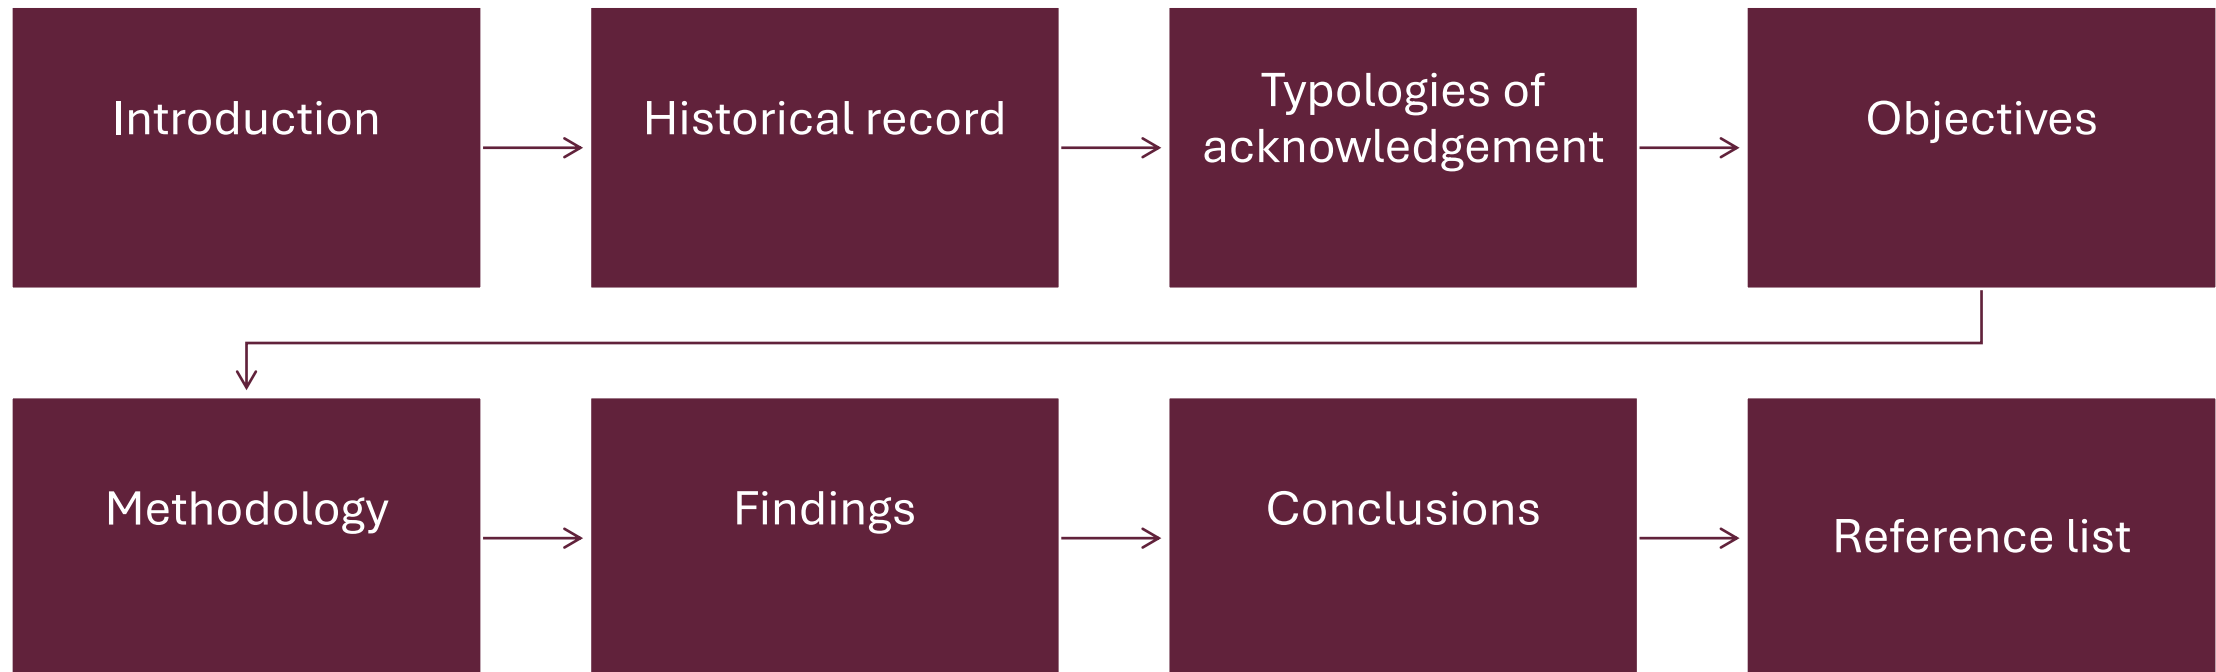 Introduction
Historical record
Typologies of
acknowledgement
Objectives
Methodology
Findings
Conclusions
Reference list